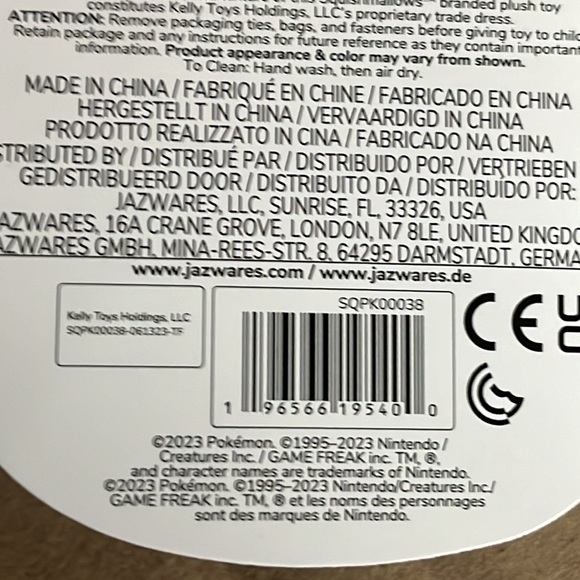 Squishmallows™ branded plush toy
constitutes Kelly Toys Holdings, LLC's proprietary trade dress.
ATTENTION: Remove packaging ties, bags, and fasteners before giving toy to
Retain package and any instructions for future reference as they contain important
information. Product appearance & color may vary from shown.
To Clean: Hand wash, then air dry.
MADE IN CHINA / FABRIQUÉ EN CHINE / FABRICADO EN CHINA
HERGESTELLT IN CHINA / VERVAARDIGD IN CHINA
PRODOTTO REALIZZATO IN CINA / FABRICADO NA CHINA
STRIBUTED BY / DISTRIBUÉ PAR / DISTRIBUIDO POR / VERTRIEBEN
GEDISTRIBUEERD DOOR / DISTRIBUITO DA / DISTRIBUÍDO POR:
JAZWARES, LLC, SUNRISE, FL, 33326, USA
AZWARES, 16A CRANE GROVE, LONDON, N7 8LE, UNITED KINGDO
AZWARES GMBH, MINA-REES-STR. 8, 64295 DARMSTADT, GERMA
www.jazwares.com / www.jazwares.de
Kelly Toys Holdings, LLC
SQPK00038-061323-TF
SQPK00038
1 96566 19540 0
CE
©2023 Pokémon. ©1995–2023 Nintendo /
Creatures Inc. / GAME FREAK inc. TM, ®,
and character names are trademarks of Nintendo.
©2023 Pokémon. ©1995–2023 Nintendo/Creatures Inc./
GAME FREAK inc. TM, ® et les noms des personnages
sont des marques de Nintendo.